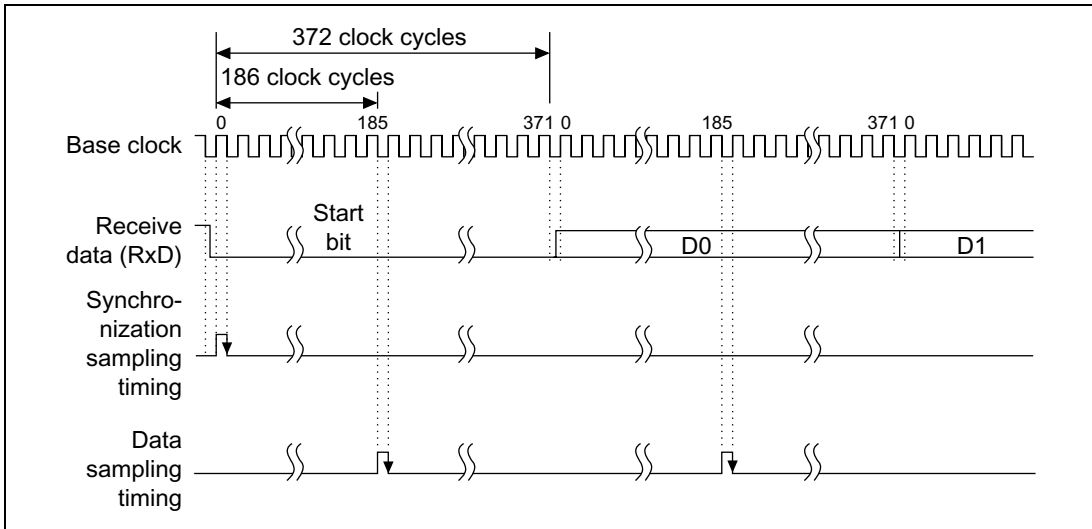 372 clock cycles
186 clock cycles
0 185 371 0 185 371 0
Base clock
Receive
data (RxD)
Start
bit
D0
D1
Synchro-
nization
sampling
timing
Data
sampling
timing